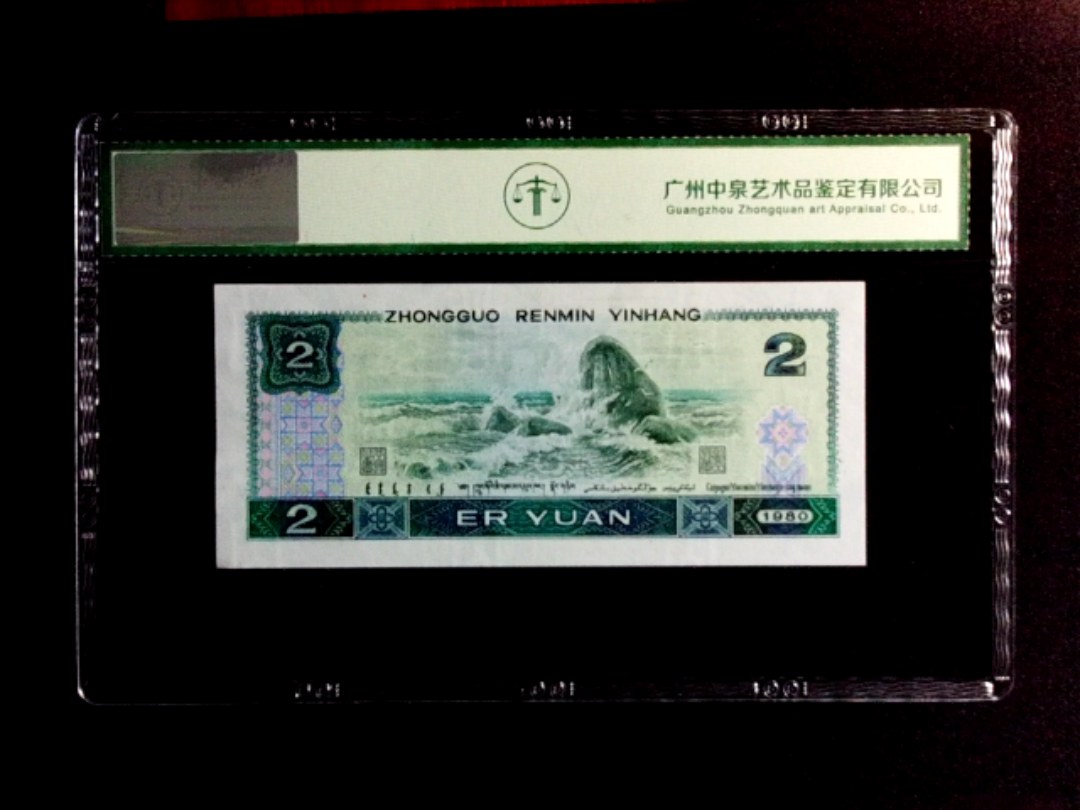 广州中泉艺术品鉴定有限公司
Guangzhou Zhongquan art Appraisal Co., Ltd.
ZHONGGUO RENMIN YINHANG
2
2
2 ER YUAN 1980